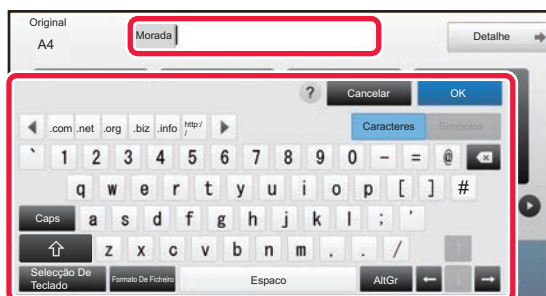 Original
A4
Morada
Detalhe
? Cancelar OK
.com .net .org .biz .info http:/
/
Caracteres Símbolos
` 1 2 3 4 5 6 7 8 9 0 - = @
q w e r t y u i o p [ ] #
Caps a s d f g h j k l ; '
z x c v b n m . . /
Selecção De
Teclado
Formato De Ficheiro Espaco AltGr